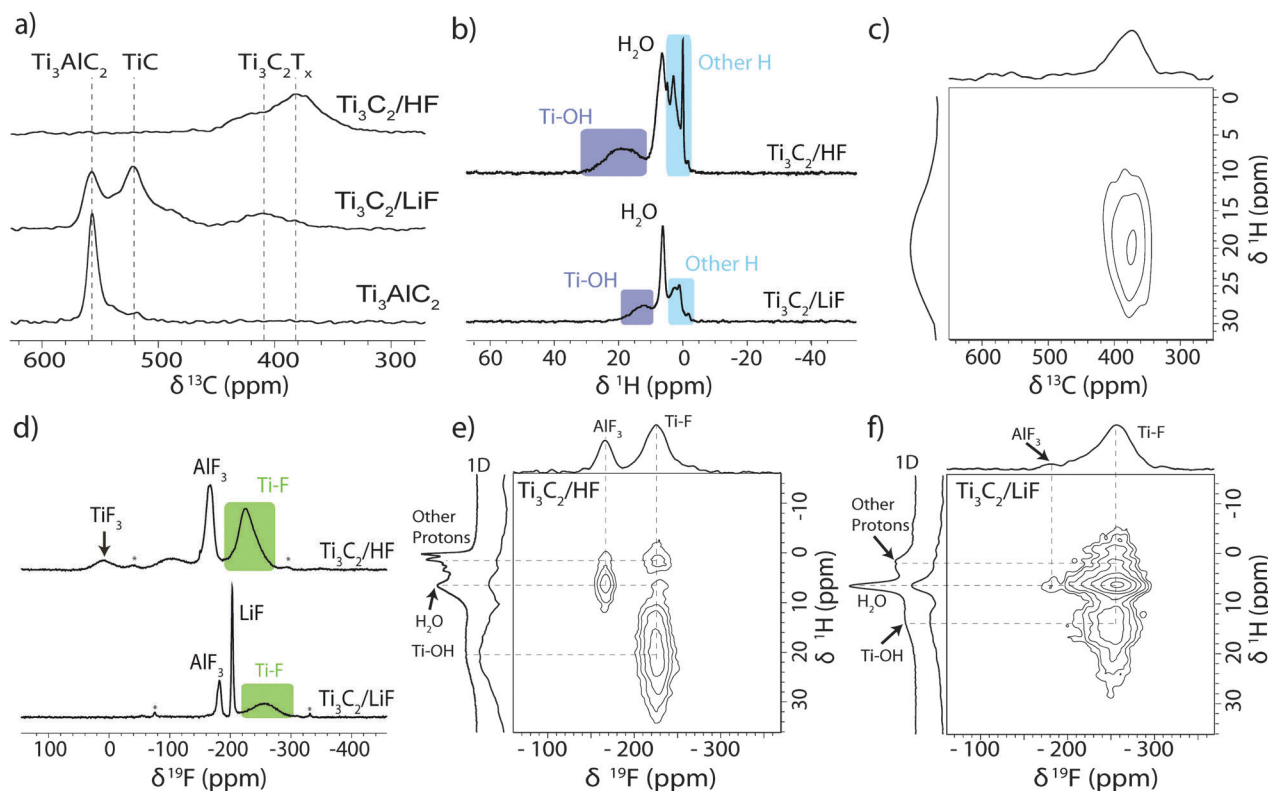 a)
Ti₃AlC₂ TiC Ti₃C₂Tₓ
Ti₃C₂/HF
Ti₃C₂/LiF
Ti₃AlC₂
600 500 400 300
δ ¹³C (ppm)
b)
H₂O
Other H
Ti-OH
Ti₃C₂/HF
H₂O
Ti-OH
Other H
Ti₃C₂/LiF
60 40 20 0 -20 -40
δ ¹H (ppm)
c)
0
5
10
15
20
25
30
δ ¹H (ppm)
600 500 400 300
δ ¹³C (ppm)
d)
AlF₃
Ti-F
TiF₃
* *
Ti₃C₂/HF
LiF
AlF₃
Ti-F
* *
Ti₃C₂/LiF
100 0 -100 -200 -300 -400
δ ¹⁹F (ppm)
e)
AlF₃
Ti-F
1D
Ti₃C₂/HF
Other
Protons
H₂O
Ti-OH
-10
0
10
20
30
δ ¹H (ppm)
- 100 - 200 - 300
δ ¹⁹F (ppm)
f)
AlF₃
Ti-F
1D
Ti₃C₂/LiF
Other
Protons
H₂O
Ti-OH
-10
0
10
20
30
δ ¹H (ppm)
- 100 - 200 - 300
δ ¹⁹F (ppm)